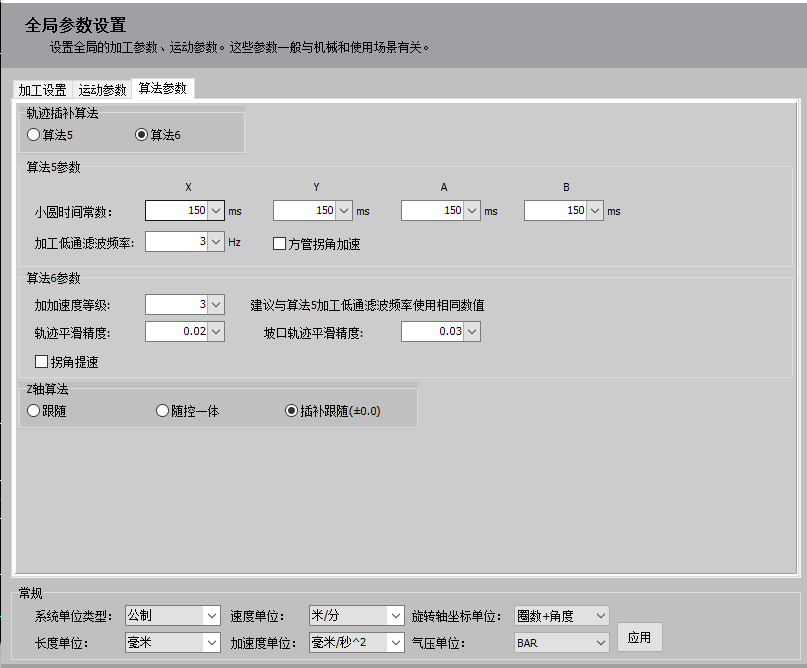 全局参数设置
设置全局的加工参数、运动参数。这些参数一般与机械和使用场景有关。
加工设置 运动参数 算法参数
轨迹插补算法
算法5 算法6
算法5参数
X Y A B
小圆时间常数： 150 ms 150 ms 150 ms 150 ms
加工低通滤波频率: 3 Hz 方管拐角加速
算法6参数
加加速度等级: 3 建议与算法5加工低通滤波频率使用相同数值
轨迹平滑精度: 0.02 坡口轨迹平滑精度: 0.03
拐角提速
Z轴算法
跟随 随控一体 插补跟随(±0.0)
常规
系统单位类型: 公制 速度单位: 米/分 旋转轴坐标单位: 圈数+角度
长度单位: 毫米 加速度单位: 毫米/秒^2 气压单位: BAR 应用